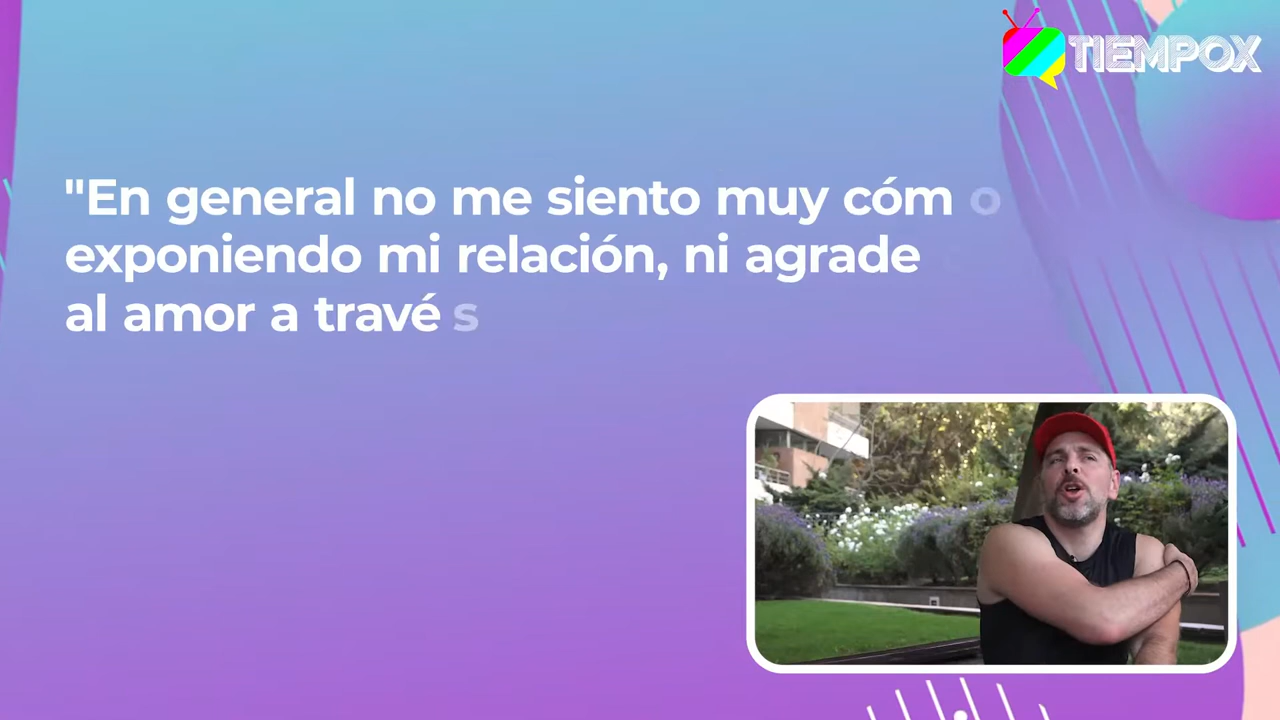 TIEMPOX
"En general no me siento muy cóm o
exponiendo mi relación, ni agrade
al amor a travé s